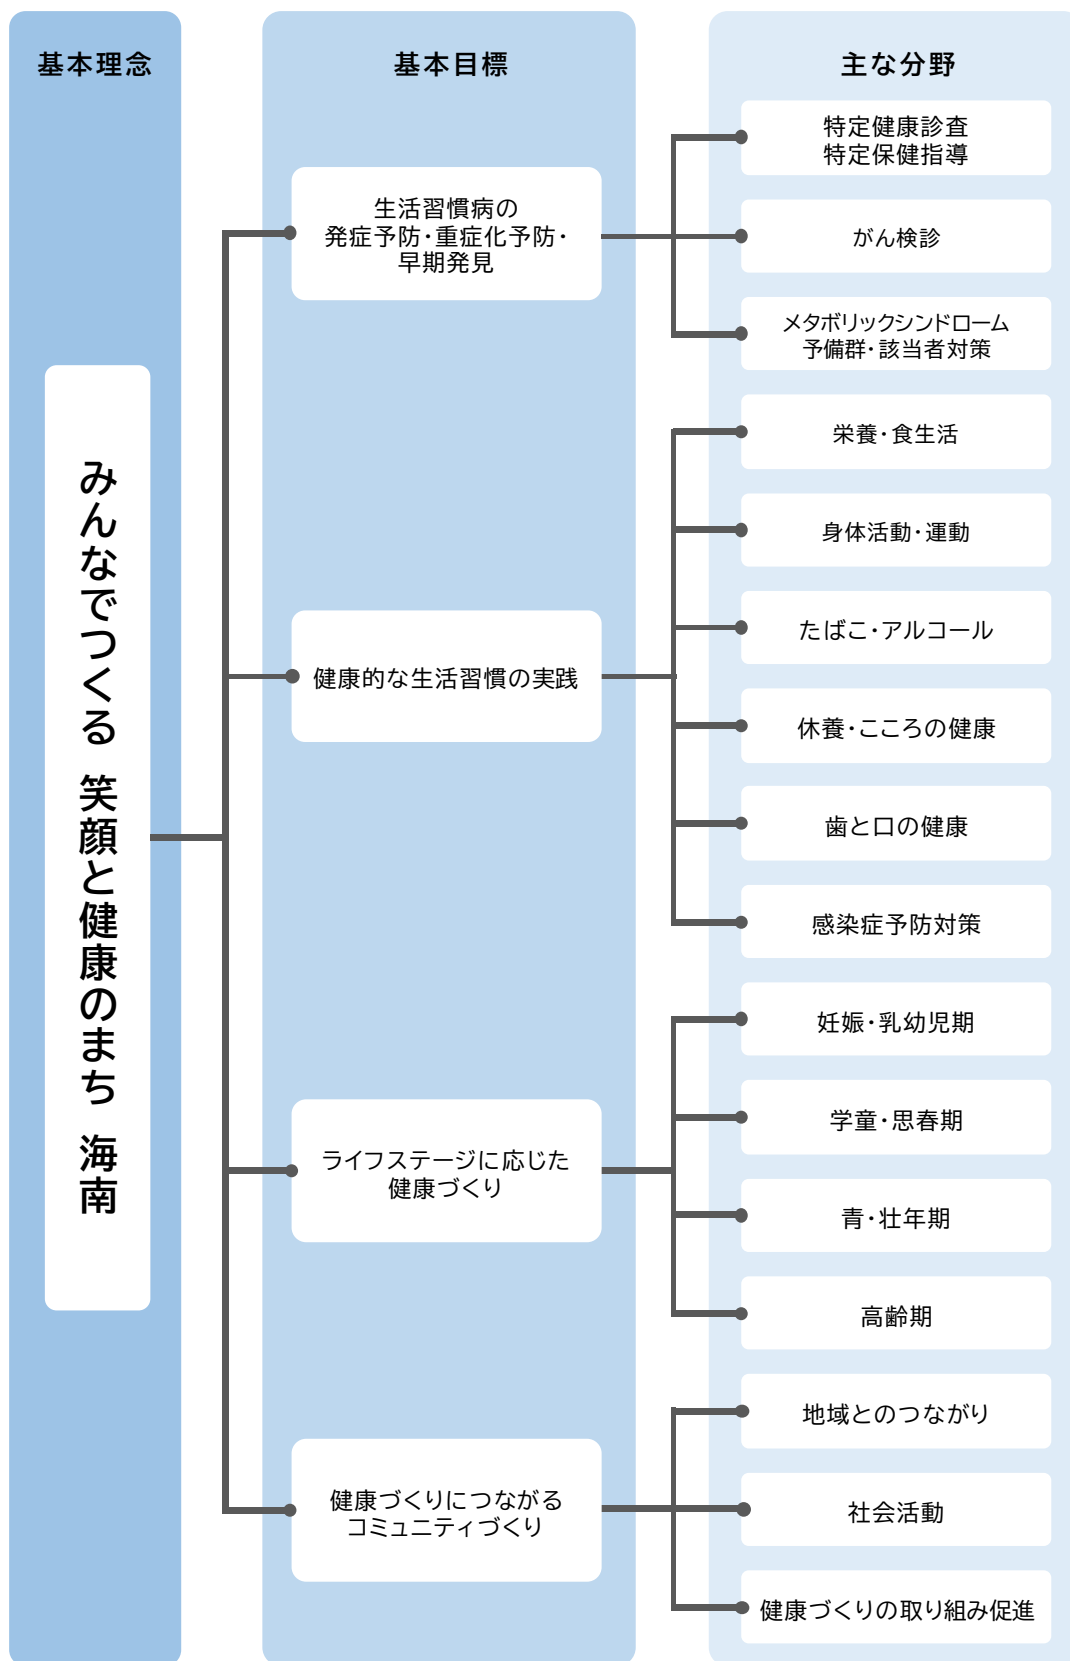 基本理念
基本目標
主な分野
みんなでつくる 笑顔と健康のまち 海南
生活習慣病の
発症予防・重症化予防・
早期発見
特定健康診査
特定保健指導
がん検診
メタボリックシンドローム
予備群・該当者対策
健康的な生活習慣の実践
栄養・食生活
身体活動・運動
たばこ・アルコール
休養・こころの健康
歯と口の健康
感染症予防対策
ライフステージに応じた
健康づくり
妊娠・乳幼児期
学童・思春期
青・壮年期
高齢期
健康づくりにつながる
コミュニティづくり
地域とのつながり
社会活動
健康づくりの取り組み促進